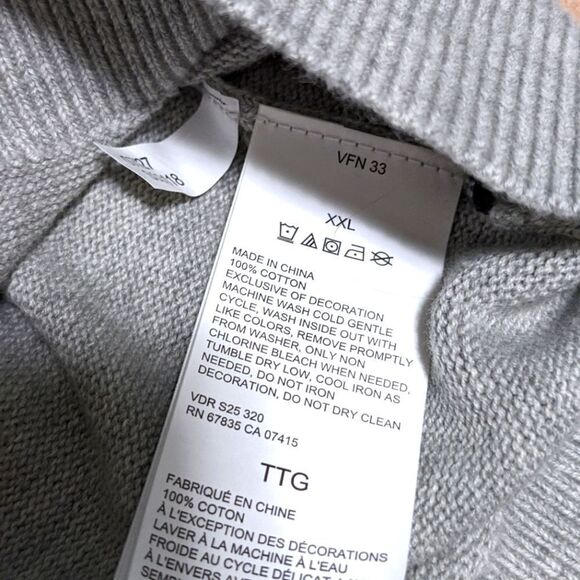 VFN 33
XXL
MADE IN CHINA
100% COTTON
EXCLUSIVE OF DECORATION
MACHINE WASH COLD GENTLE
CYCLE, WASH INSIDE OUT WITH
LIKE COLORS, REMOVE PROMPTLY
FROM WASHER, ONLY NON
CHLORINE BLEACH WHEN NEEDED,
TUMBLE DRY LOW, COOL IRON AS
NEEDED, DO NOT IRON
DECORATION, DO NOT DRY CLEAN
VDR S25 320
RN 67835 CA 07415
TTG
FABRIQUÉ EN CHINE
100% COTTON
À L'EXCEPTION DES DÉCORATIONS
LAVER À LA MACHINE À L'EAU
FROIDE AU CYCLE DÉLICAT,
À L'ENVERS